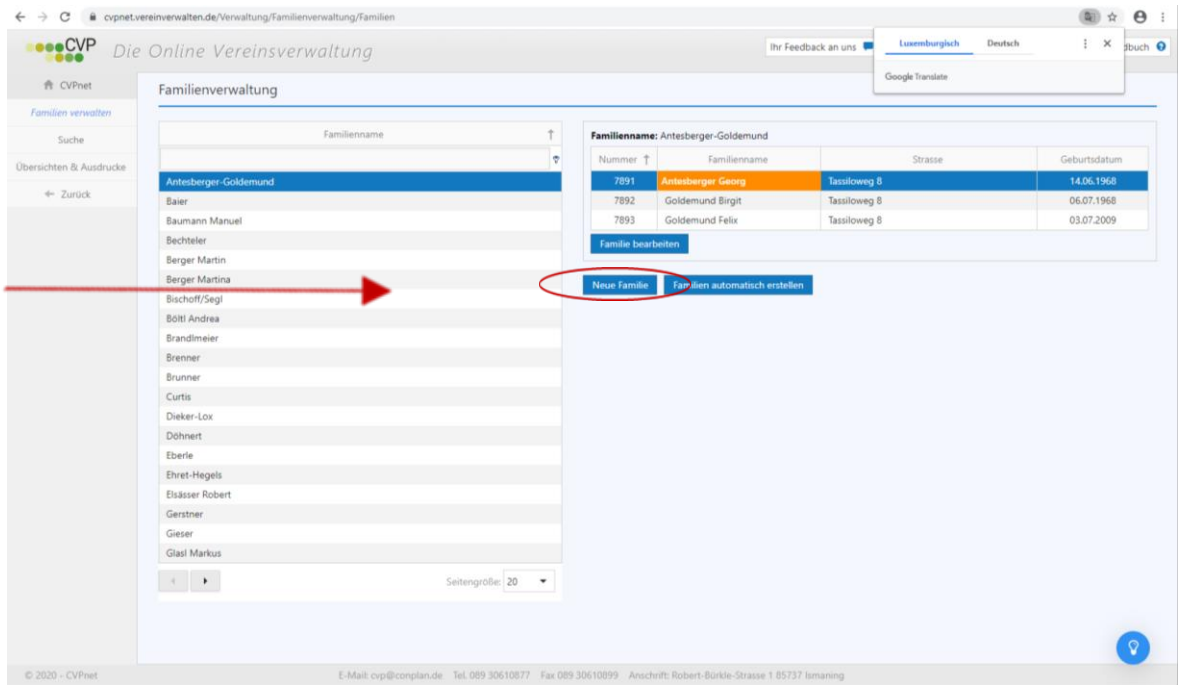 cvpnet.vereinverwalten.de/Verwaltung/Familienverwaltung/Familien
CVP Die Online Vereinsverwaltung
Ihr Feedback an uns
Luxemburgisch Deutsch
dbuch
Google Translate
CVPnet
Familien verwalten
Suche
Übersichten & Ausdrucke
Zurück
Familienverwaltung
Familienname
Antesberger-Goldemund
Baier
Baumann Manuel
Bechteler
Berger Martin
Berger Martina
Bischoff/Segl
Böltl Andrea
Brandlmeier
Brenner
Brunner
Curtis
Dieker-Lox
Döhnert
Eberle
Ehret-Hegels
Elsässer Robert
Gerstner
Gieser
Glasl Markus
Seitengröße: 20
Familienname: Antesberger-Goldemund
Nummer Familienname Strasse Geburtsdatum
7891 Antesberger Georg Tassiloweg 8 14.06.1968
7892 Goldemund Birgit Tassiloweg 8 06.07.1968
7893 Goldemund Felix Tassiloweg 8 03.07.2009
Familie bearbeiten
Neue Familie Familien automatisch erstellen
© 2020 - CVPnet
E-Mail: cvp@conplan.de Tel. 089 30610877 Fax 089 30610899 Anschrift: Robert-Bürkle-Strasse 1 85737 Ismaning